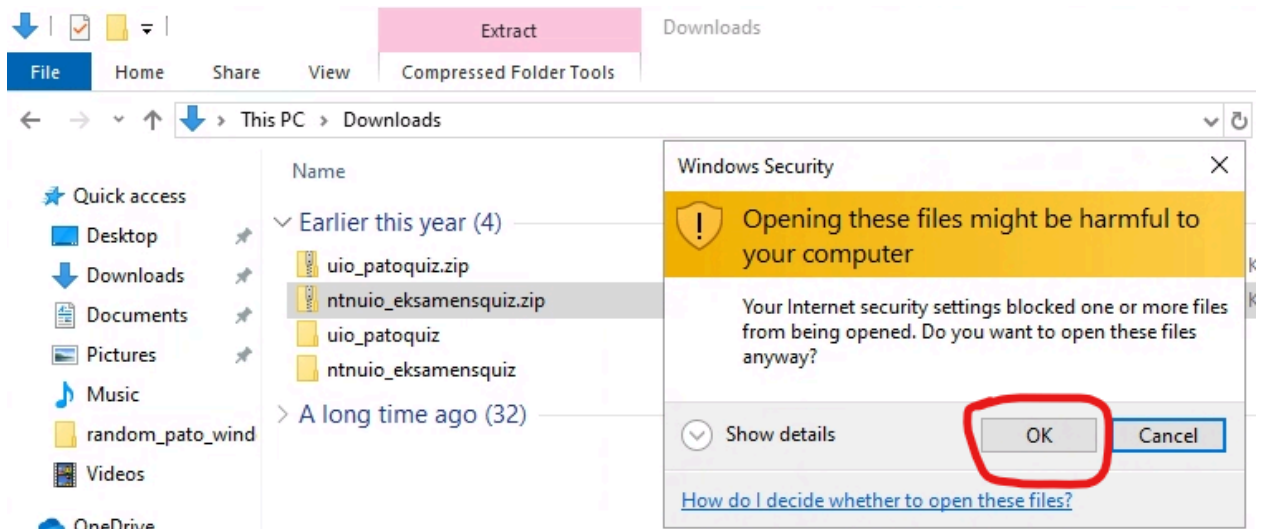 Extract
Downloads
File Home Share View Compressed Folder Tools
This PC > Downloads
Name
Quick access
Desktop
Downloads
Documents
Pictures
Music
random_pato_wind
Videos
OneDrive
Earlier this year (4)
uio_patoquiz.zip
ntnuio_eksamensquiz.zip
uio_patoquiz
ntnuio_eksamensquiz
A long time ago (32)
K
K
Windows Security
Opening these files might be harmful to
your computer
Your Internet security settings blocked one or more files
from being opened. Do you want to open these files
anyway?
Show details
OK
Cancel
How do I decide whether to open these files?